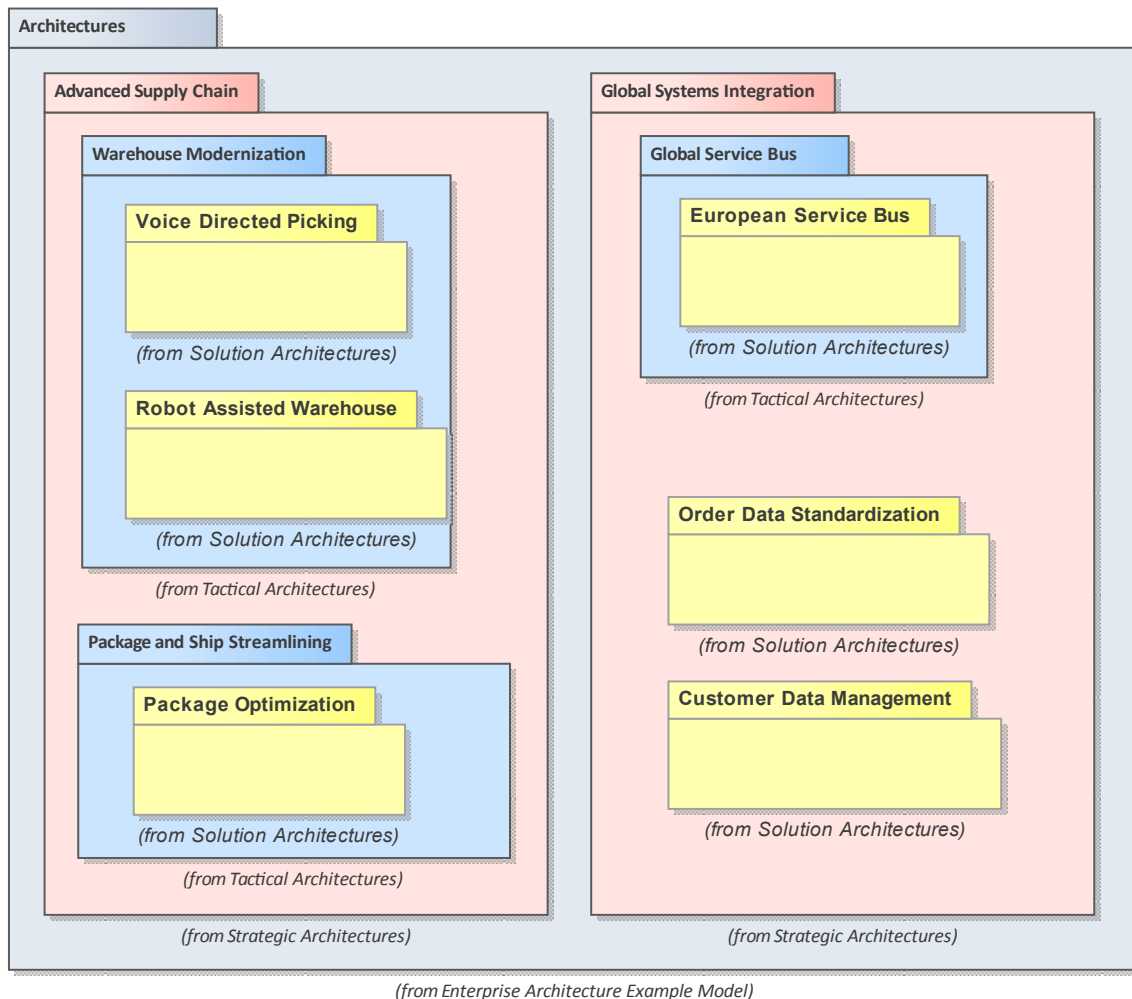 Architectures
Advanced Supply Chain
Warehouse Modernization
Voice Directed Picking
(from Solution Architectures)
Robot Assisted Warehouse
(from Solution Architectures)
(from Tactical Architectures)
Package and Ship Streamlining
Package Optimization
(from Solution Architectures)
(from Tactical Architectures)
(from Strategic Architectures)
Global Systems Integration
Global Service Bus
European Service Bus
(from Solution Architectures)
(from Tactical Architectures)
Order Data Standardization
(from Solution Architectures)
Customer Data Management
(from Solution Architectures)
(from Strategic Architectures)
(from Enterprise Architecture Example Model)